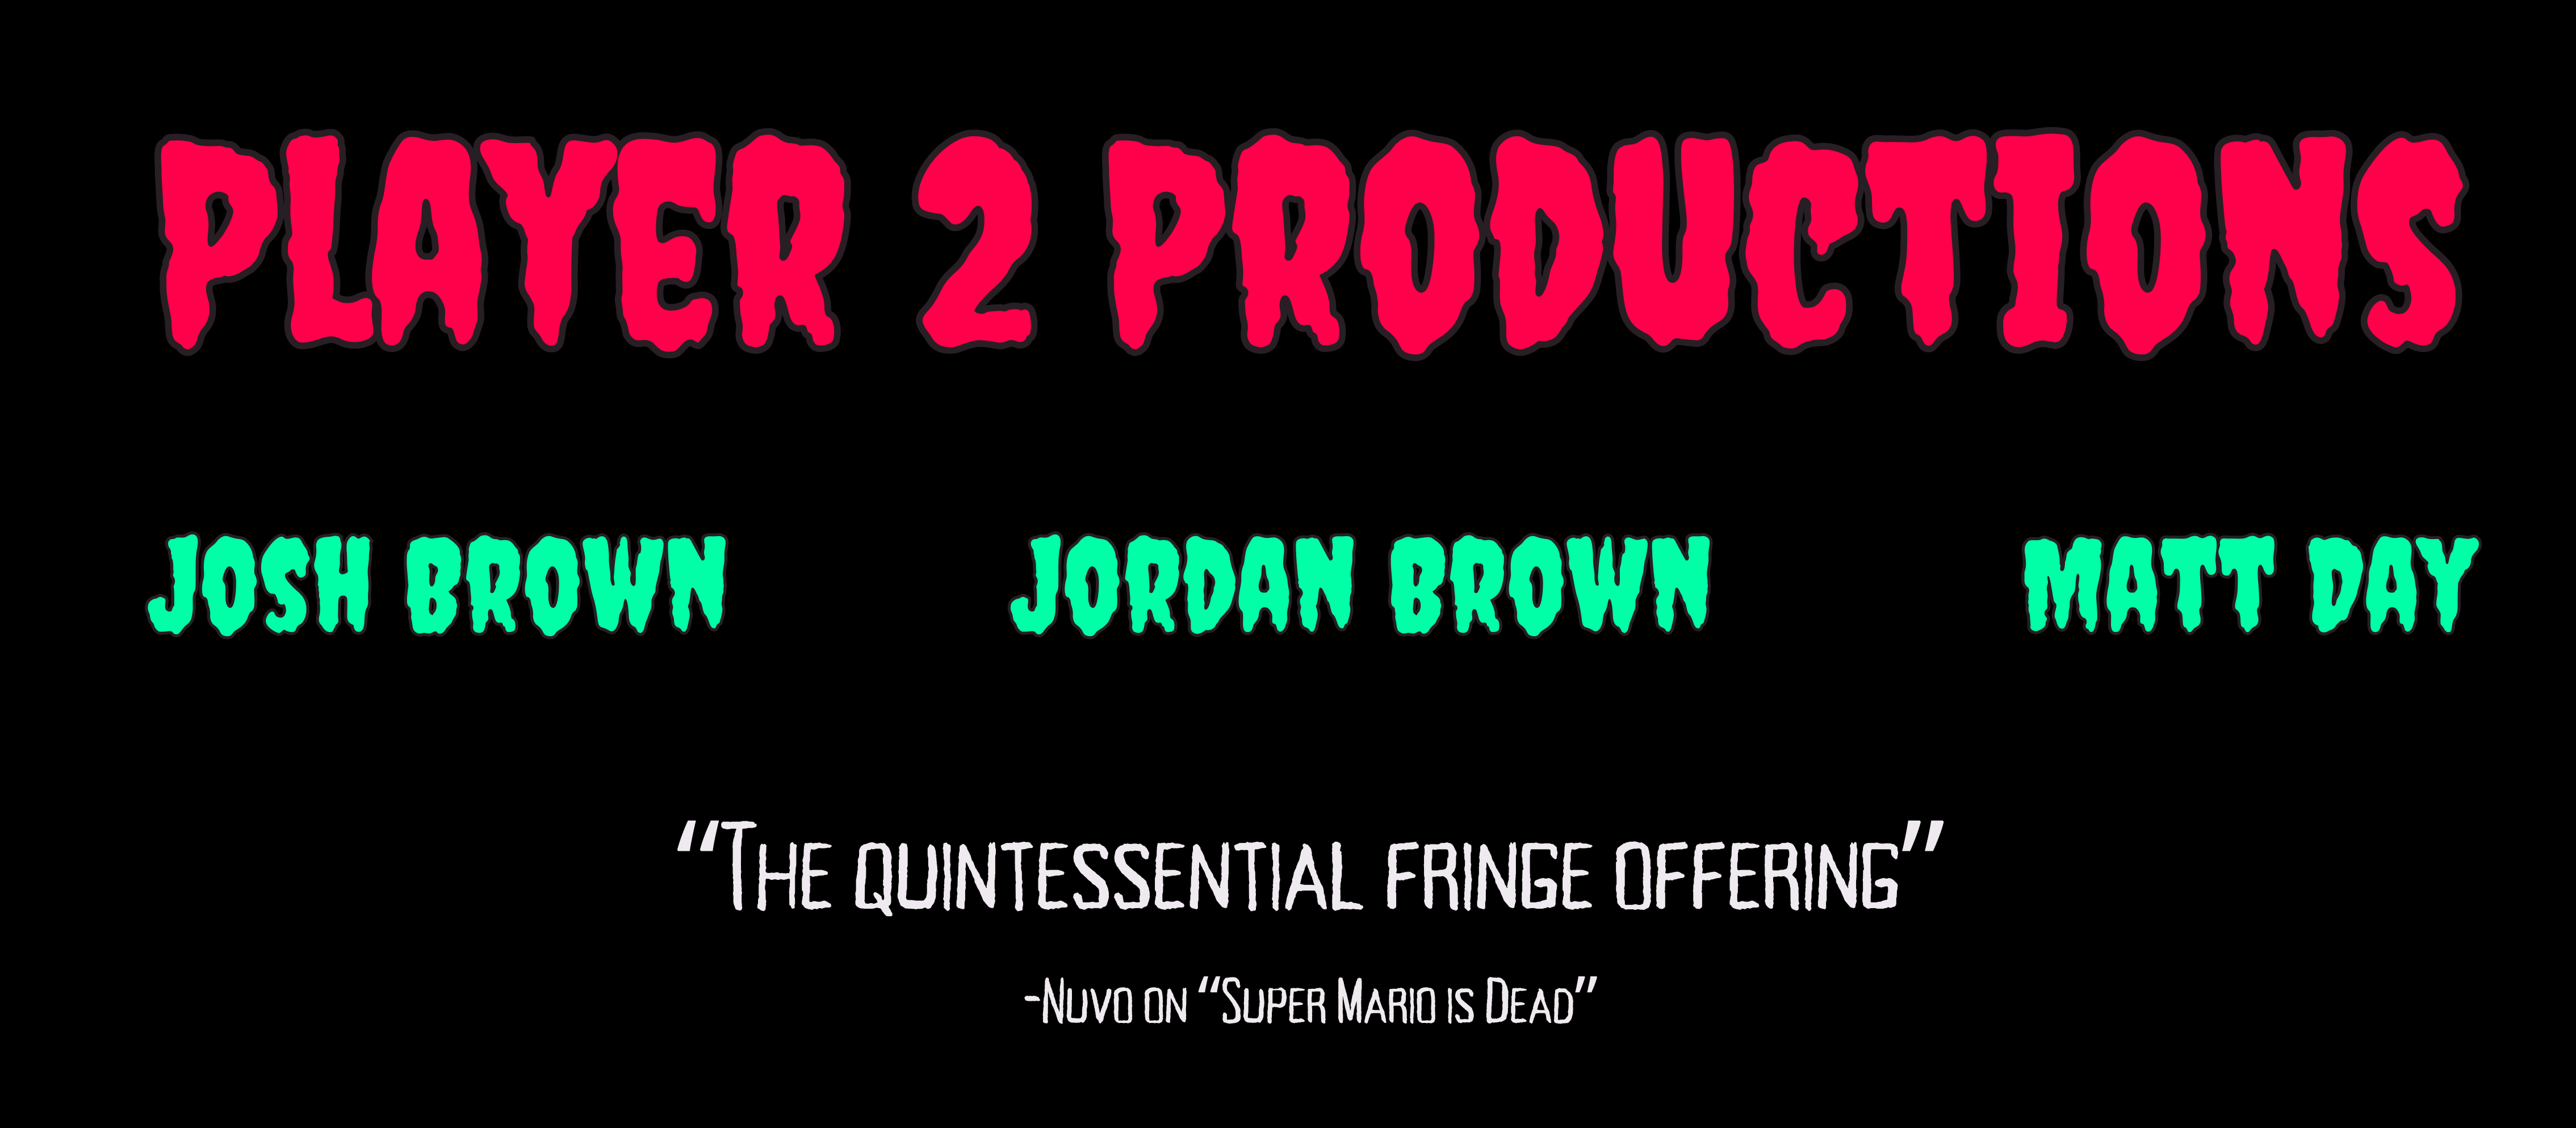 PLAYER 2 PRODUCTIONS
JOSH BROWN JORDAN BROWN MATT DAY
“The quintessential fringe offering”
-Nuvo on “Super Mario is Dead”